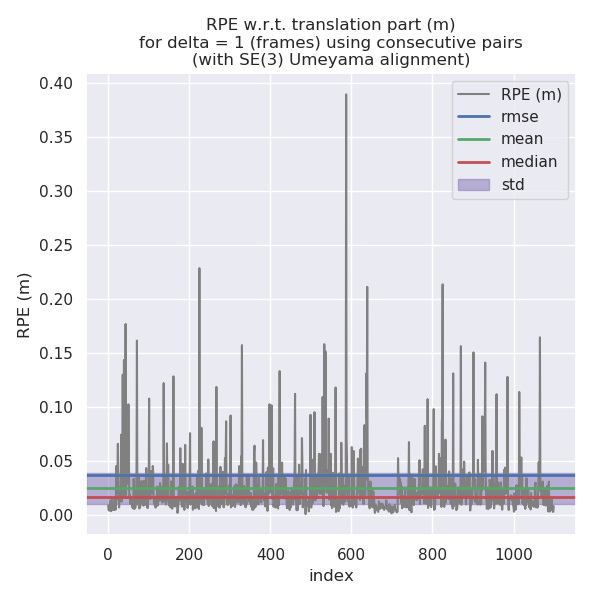 RPE w.r.t. translation part (m)
for delta = 1 (frames) using consecutive pairs
(with SE(3) Umeyama alignment)
RPE (m)
0.40
0.35
0.30
0.25
0.20
0.15
0.10
0.05
0.00
RPE (m)
rmse
mean
median
std
0 200 400 600 800 1000
index